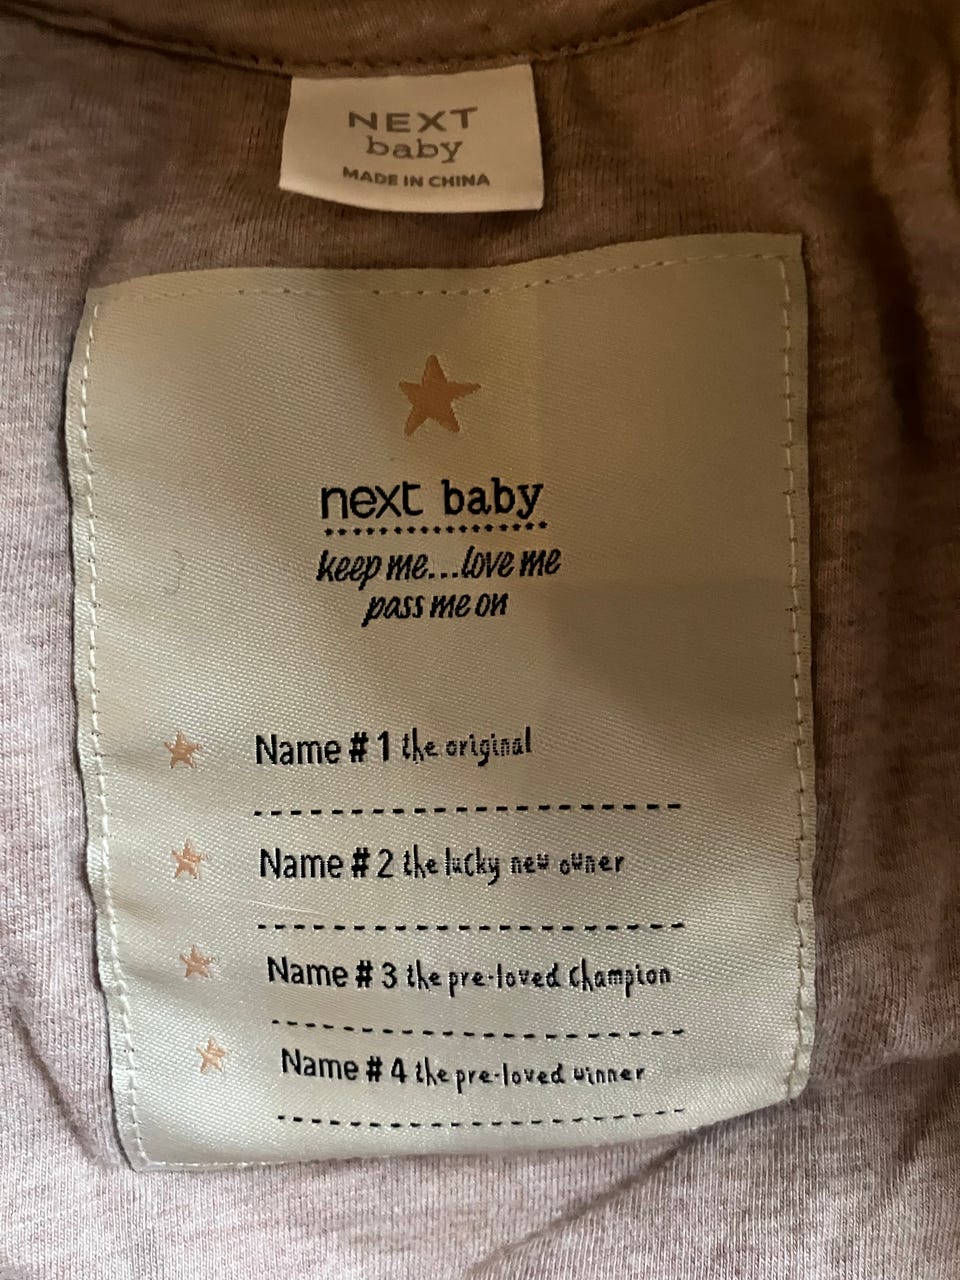 NEXT
baby
MADE IN CHINA
next baby
keep me...love me
pass me on
Name # 1 the original
Name # 2 the lucky new owner
Name # 3 the pre-loved champion
Name # 4 the pre-loved winner